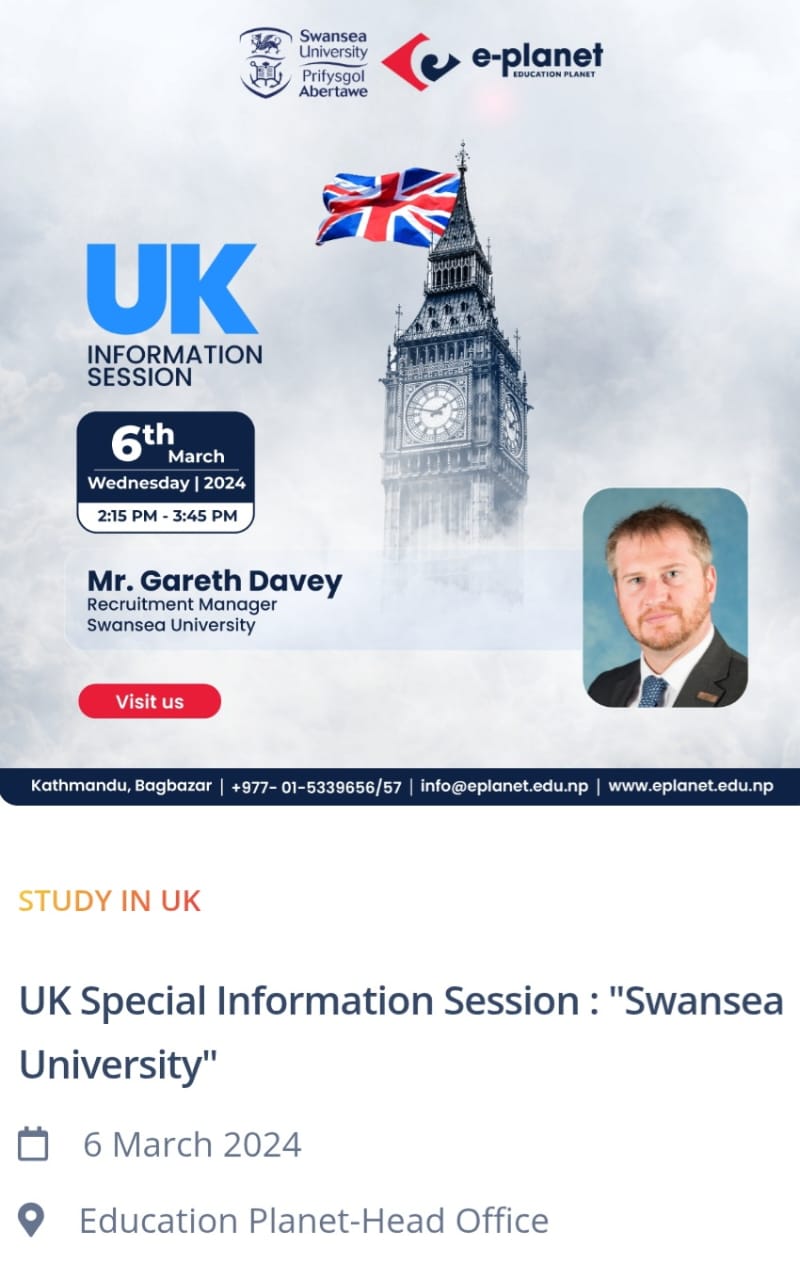 Swansea
University
Prifysgol
Abertawe
e-planet
EDUCATION PLANET
UK
INFORMATION
SESSION
6th
March
Wednesday | 2024
2:15 PM - 3:45 PM
Mr. Gareth Davey
Recruitment Manager
Swansea University
Visit us
Kathmandu, Bagbazar | +977- 01-5339656/57 | info@eplanet.edu.np | www.eplanet.edu.np
STUDY IN UK
UK Special Information Session : "Swansea
University"
6 March 2024
Education Planet-Head Office